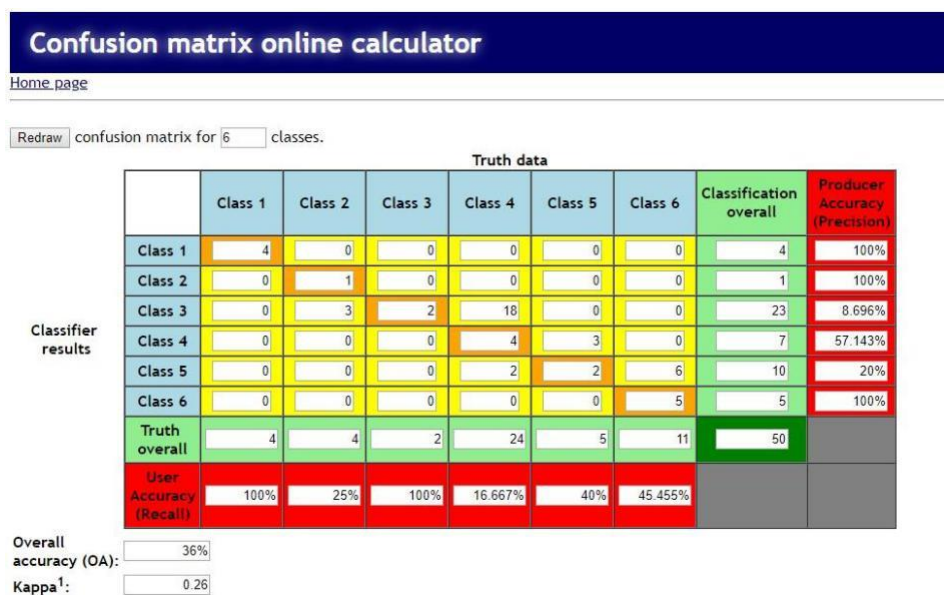 Confusion matrix online calculator
Home page
Redraw confusion matrix for 6 classes.
Truth data
Class 1 Class 2 Class 3 Class 4 Class 5 Class 6 Classification overall Producer Accuracy (Precision)
Classifier results
Class 1 4 0 0 0 0 0 4 100%
Class 2 0 1 0 0 0 0 1 100%
Class 3 0 3 2 18 0 0 23 8.696%
Class 4 0 0 0 4 3 0 7 57.143%
Class 5 0 0 0 2 2 6 10 20%
Class 6 0 0 0 0 0 5 5 100%
Truth overall 4 4 2 24 5 11 50
User Accuracy (Recall) 100% 25% 100% 16.667% 40% 45.455%
Overall accuracy (OA): 36%
Kappa¹: 0.26